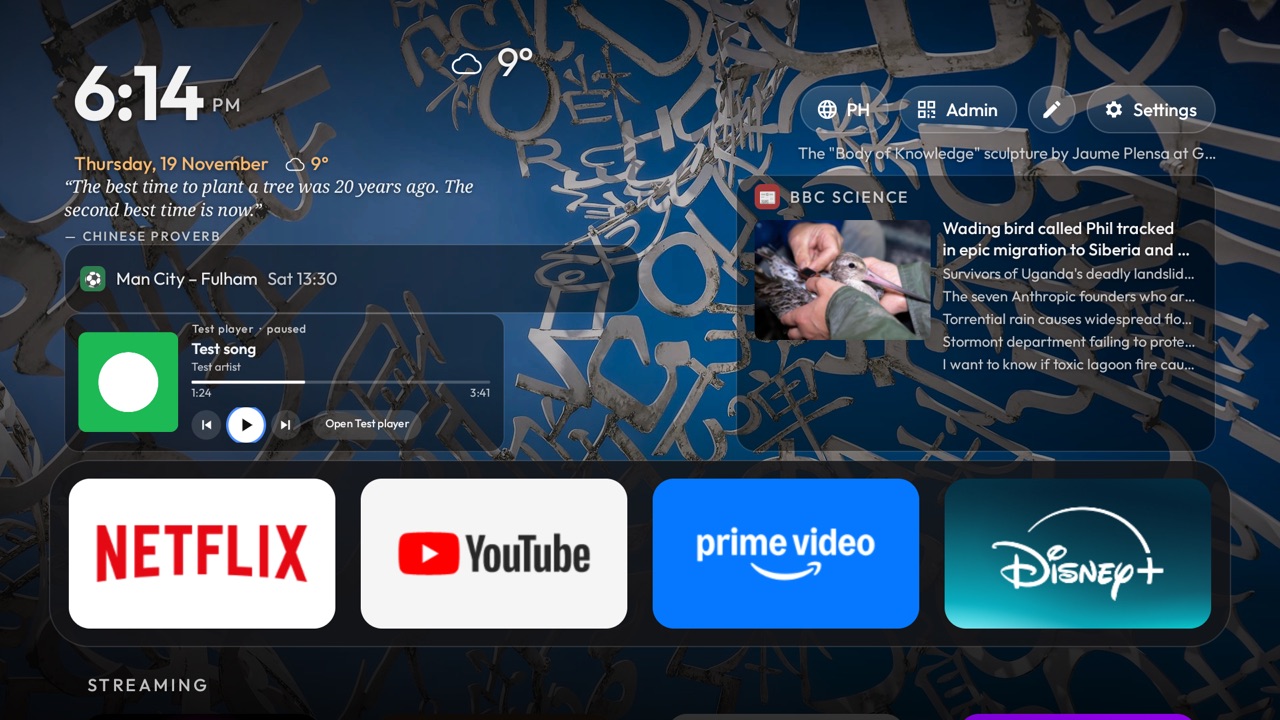 6:14 PM
9°
PH
Admin
Settings
Thursday, 19 November 9°
The "Body of Knowledge" sculpture by Jaume Plensa at G...
“The best time to plant a tree was 20 years ago. The
second best time is now.”
— CHINESE PROVERB
BBC SCIENCE
Wading bird called Phil tracked
in epic migration to Siberia and ...
Survivors of Uganda's deadly landslid...
The seven Anthropic founders who ar...
Torrential rain causes widespread flo...
Stormont department failing to prote...
I want to know if toxic lagoon fire cau...
Man City – Fulham Sat 13:30
Test player · paused
Test song
Test artist
1:24 3:41
Open Test player
NETFLIX
YouTube
prime video
Disney+
STREAMING